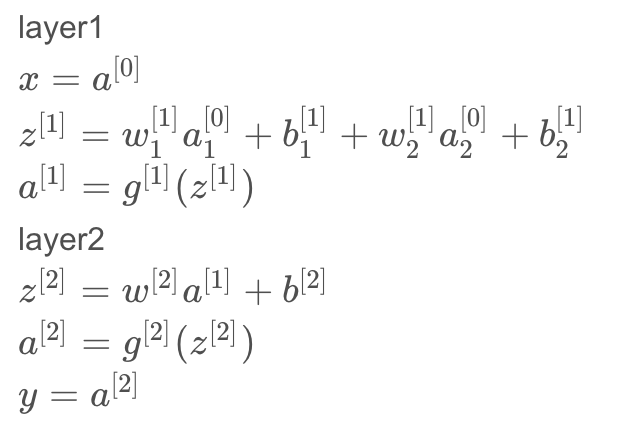 layer1
x = a^{[0]}
z^{[1]} = w_1^{[1]} a_1^{[0]} + b_1^{[1]} + w_2^{[1]} a_2^{[0]} + b_2^{[1]}
a^{[1]} = g^{[1]}(z^{[1]})
layer2
z^{[2]} = w^{[2]} a^{[1]} + b^{[2]}
a^{[2]} = g^{[2]}(z^{[2]})
y = a^{[2]}